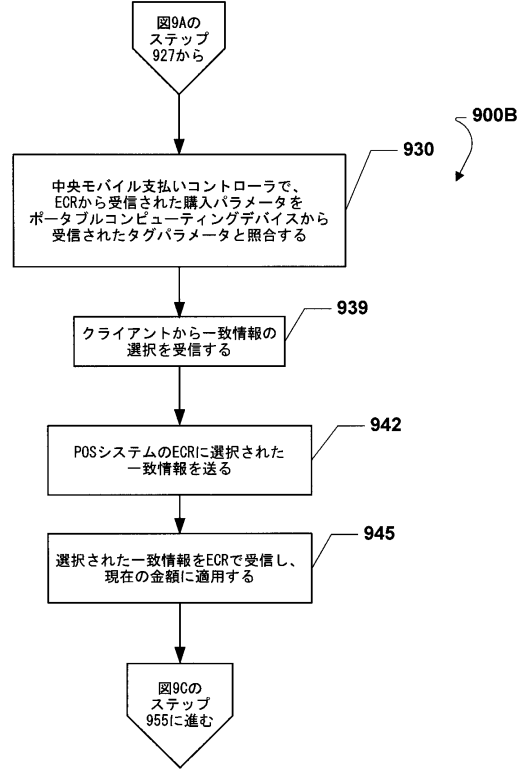 図9Aの
ステップ
927から
900B
930
中央モバイル支払いコントローラで、
ECRから受信された購入パラメータを
ポータブルコンピューティングデバイスから
受信されたタグパラメータと照合する
939
クライアントから一致情報の
選択を受信する
942
POSシステムのECRに選択された
一致情報を送る
945
選択された一致情報をECRで受信し、
現在の金額に適用する
図9Cの
ステップ
955に進む